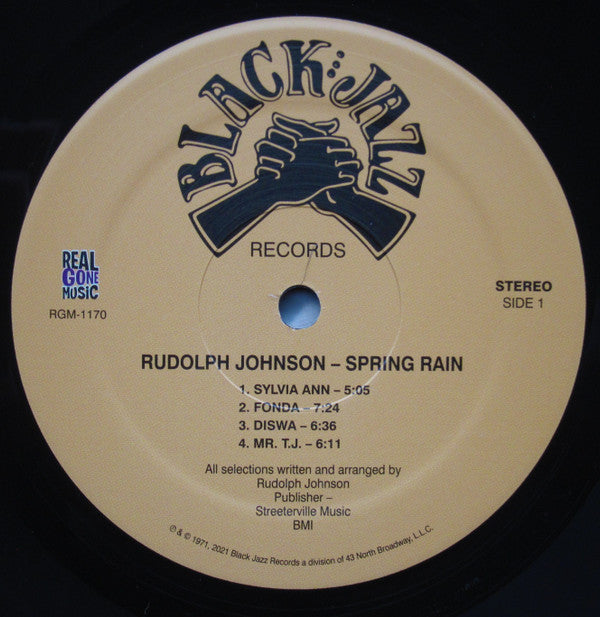 BLACK JAZZ
RECORDS
REAL
GONE
MUSIC
RGM-1170
STEREO
SIDE 1
RUDOLPH JOHNSON – SPRING RAIN
1. SYLVIA ANN – 5:05
2. FONDA – 7:24
3. DISWA – 6:36
4. MR. T.J. – 6:11
All selections written and arranged by
Rudolph Johnson
Publisher –
Streeterville Music
BMI
℗ & © 1971, 2021 Black Jazz Records a division of 43 North Broadway, L.L.C.